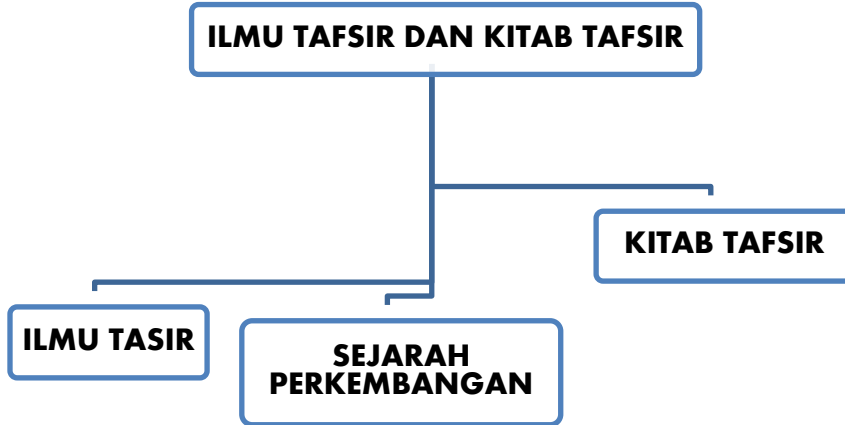 ILMU TAFSIR DAN KITAB TAFSIR
KITAB TAFSIR
ILMU TASIR
SEJARAH
PERKEMBANGAN